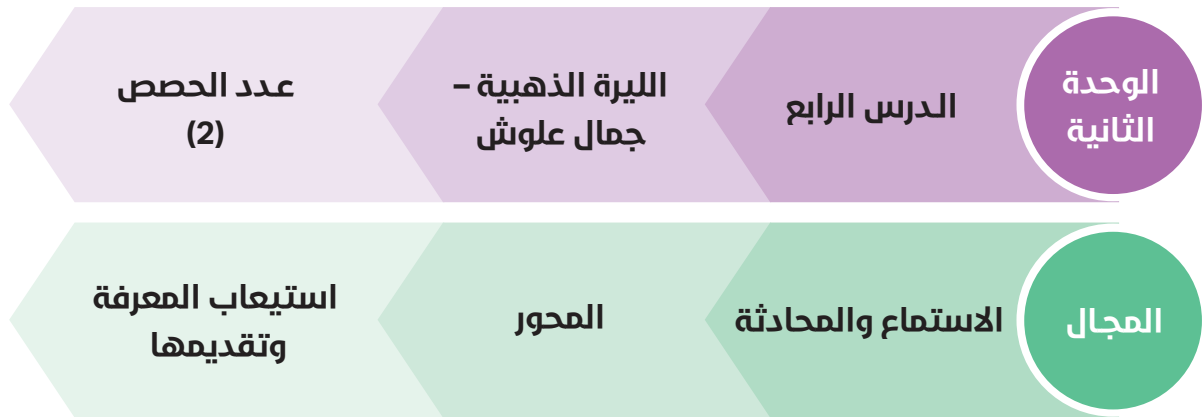 الوحدة
الثانية
الدرس الرابع
الليرة الذهبية –
جمال علوش
عدد الحصص
(2)
المجال
الاستماع والمحادثة
المحور
استيعاب المعرفة
وتقديمها